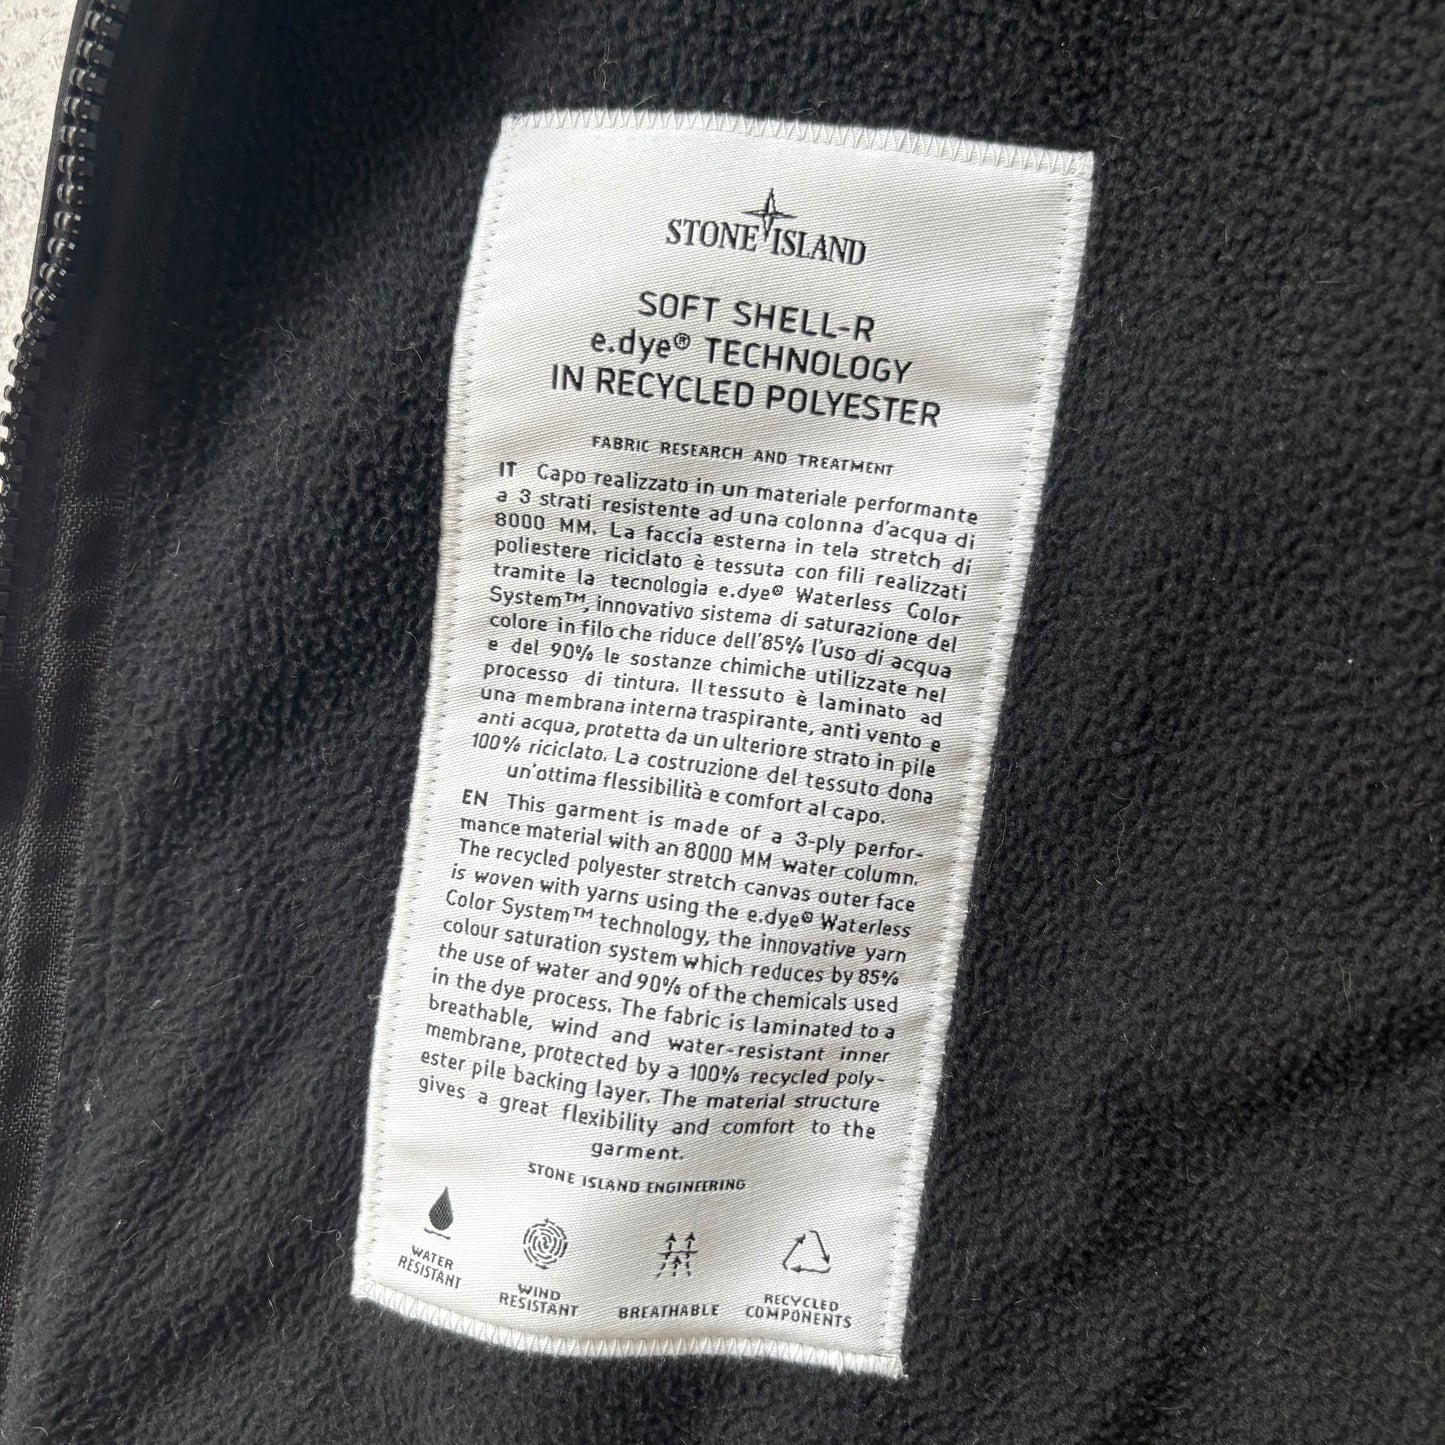 STONE ISLAND
SOFT SHELL-R
e.dye® TECHNOLOGY
IN RECYCLED POLYESTER
FABRIC RESEARCH AND TREATMENT
IT Capo realizzato in un materiale performante
a 3 strati resistente ad una colonna d'acqua di
8000 MM. La faccia esterna in tela stretch di
poliestere riciclato è tessuta con fili realizzati
tramite la tecnologia e.dye® Waterless Color
System™, innovativo sistema di saturazione del
colore in filo che riduce dell'85% l'uso di acqua
e del 90% le sostanze chimiche utilizzate nel
processo di tintura. Il tessuto è laminato ad
una membrana interna traspirante, anti vento e
anti acqua, protetta da un ulteriore strato in pile
100% riciclato. La costruzione del tessuto dona
un'ottima flessibilità e comfort al capo.
EN This garment is made of a 3-ply perfor-
mance material with an 8000 MM water column.
The recycled polyester stretch canvas outer face
is woven with yarns using the e.dye® Waterless
Color System™ technology, the innovative yarn
colour saturation system which reduces by 85%
the use of water and 90% of the chemicals used
in the dye process. The fabric is laminated to a
breathable, wind and water-resistant inner
membrane, protected by a 100% recycled poly-
ester pile backing layer. The material structure
gives a great flexibility and comfort to the
garment.
STONE ISLAND ENGINEERING
WATER
RESISTANT
WIND
RESISTANT
BREATHABLE
RECYCLED
COMPONENTS